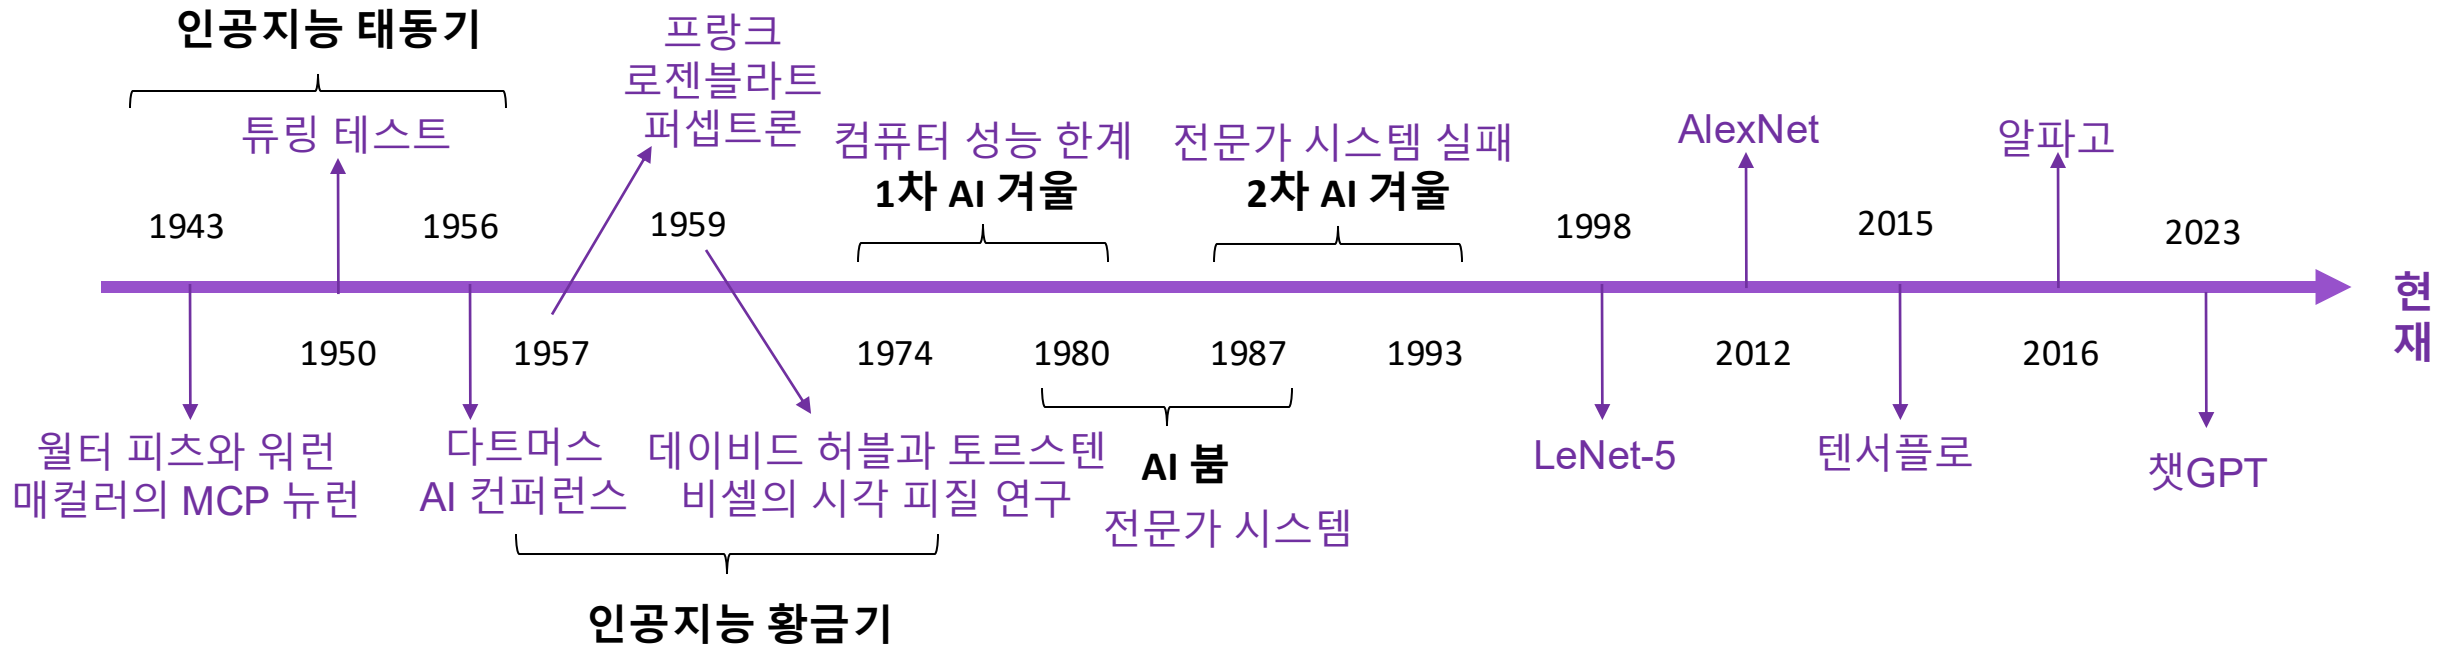 인공지능 태동기
프랑크
로젠블라트
퍼셉트론
튜링 테스트
컴퓨터 성능 한계
1차 AI 겨울
전문가 시스템 실패
2차 AI 겨울
AlexNet
알파고
1943
1956
1959
1998
2015
2023
현
재
1950
1957
1974
1980
1987
1993
2012
2016
월터 피츠와 워런
매컬러의 MCP 뉴런
다트머스
AI 컨퍼런스
데이비드 허블과 토르스텐
비셀의 시각 피질 연구
AI 붐
전문가 시스템
LeNet-5
텐서플로
챗GPT
인공지능 황금기